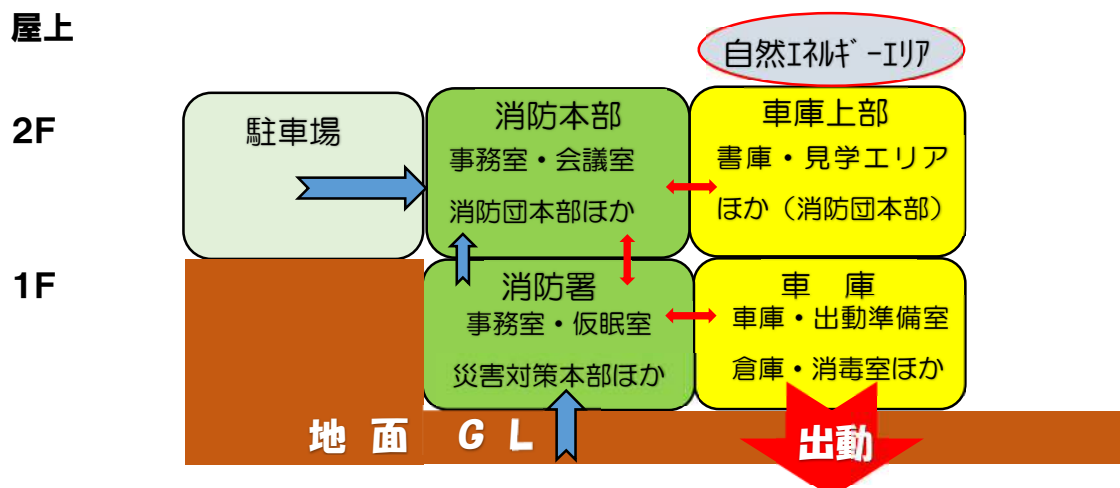 屋上
自然エネルギーエリア
2F
駐車場
消防本部
事務室・会議室
消防団本部ほか
車庫上部
書庫・見学エリア
ほか（消防団本部）
1F
消防署
事務室・仮眠室
災害対策本部ほか
車 庫
車庫・出動準備室
倉庫・消毒室ほか
地 面 G L
出動